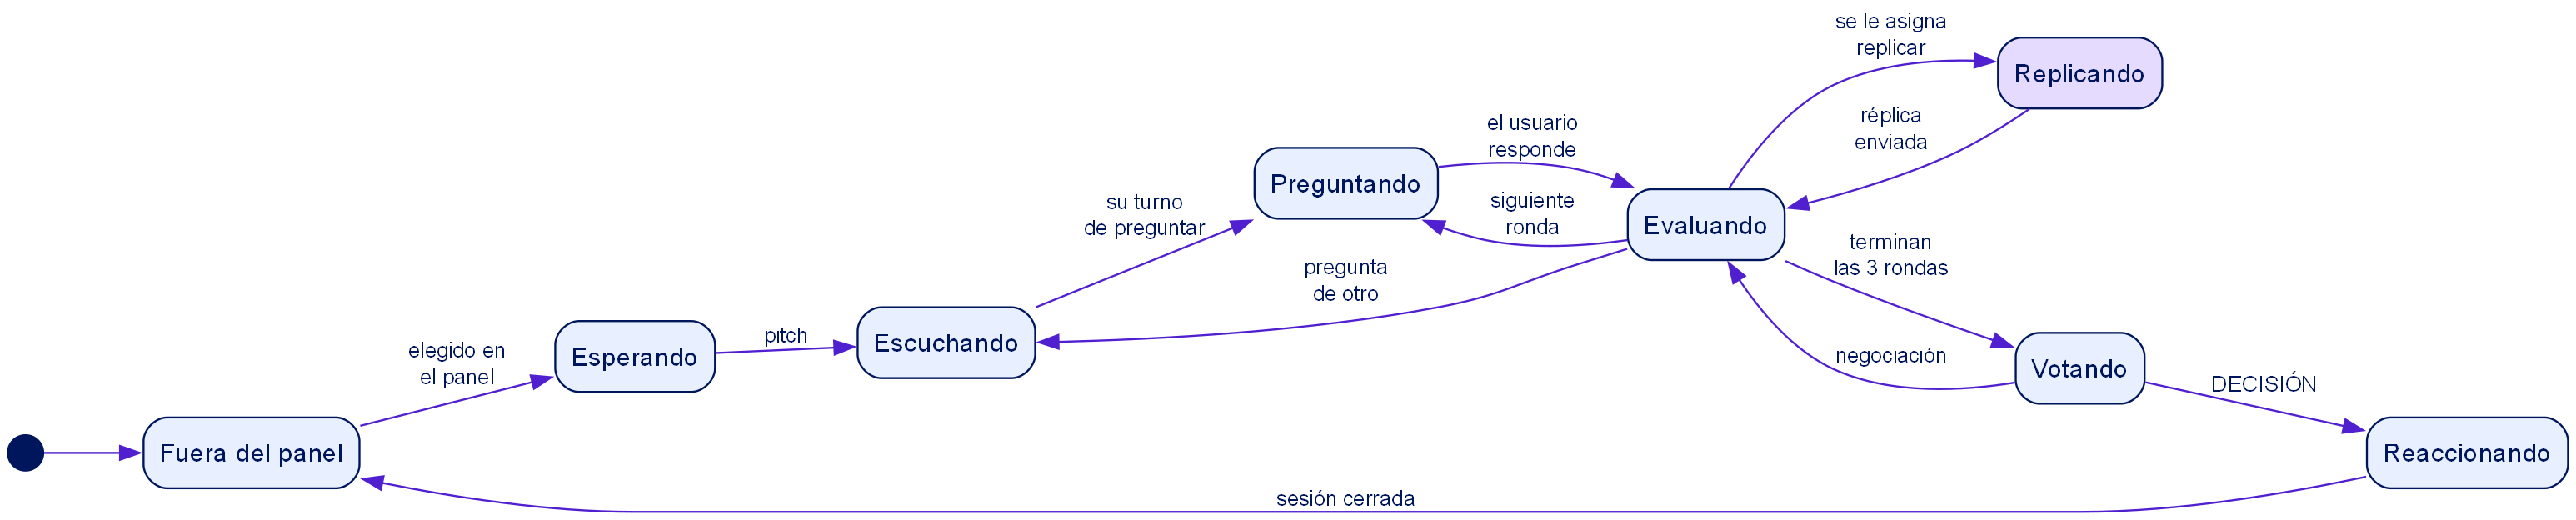 se le asigna
replicar
Replicando
réplica
enviada
el usuario
responde
Preguntando
siguiente
ronda
Evaluando
su turno
de preguntar
terminan
las 3 rondas
pregunta
de otro
elegido en
el panel
Esperando
pitch
Escuchando
negociación
Votando
DECISIÓN
Fuera del panel
Reaccionando
sesión cerrada